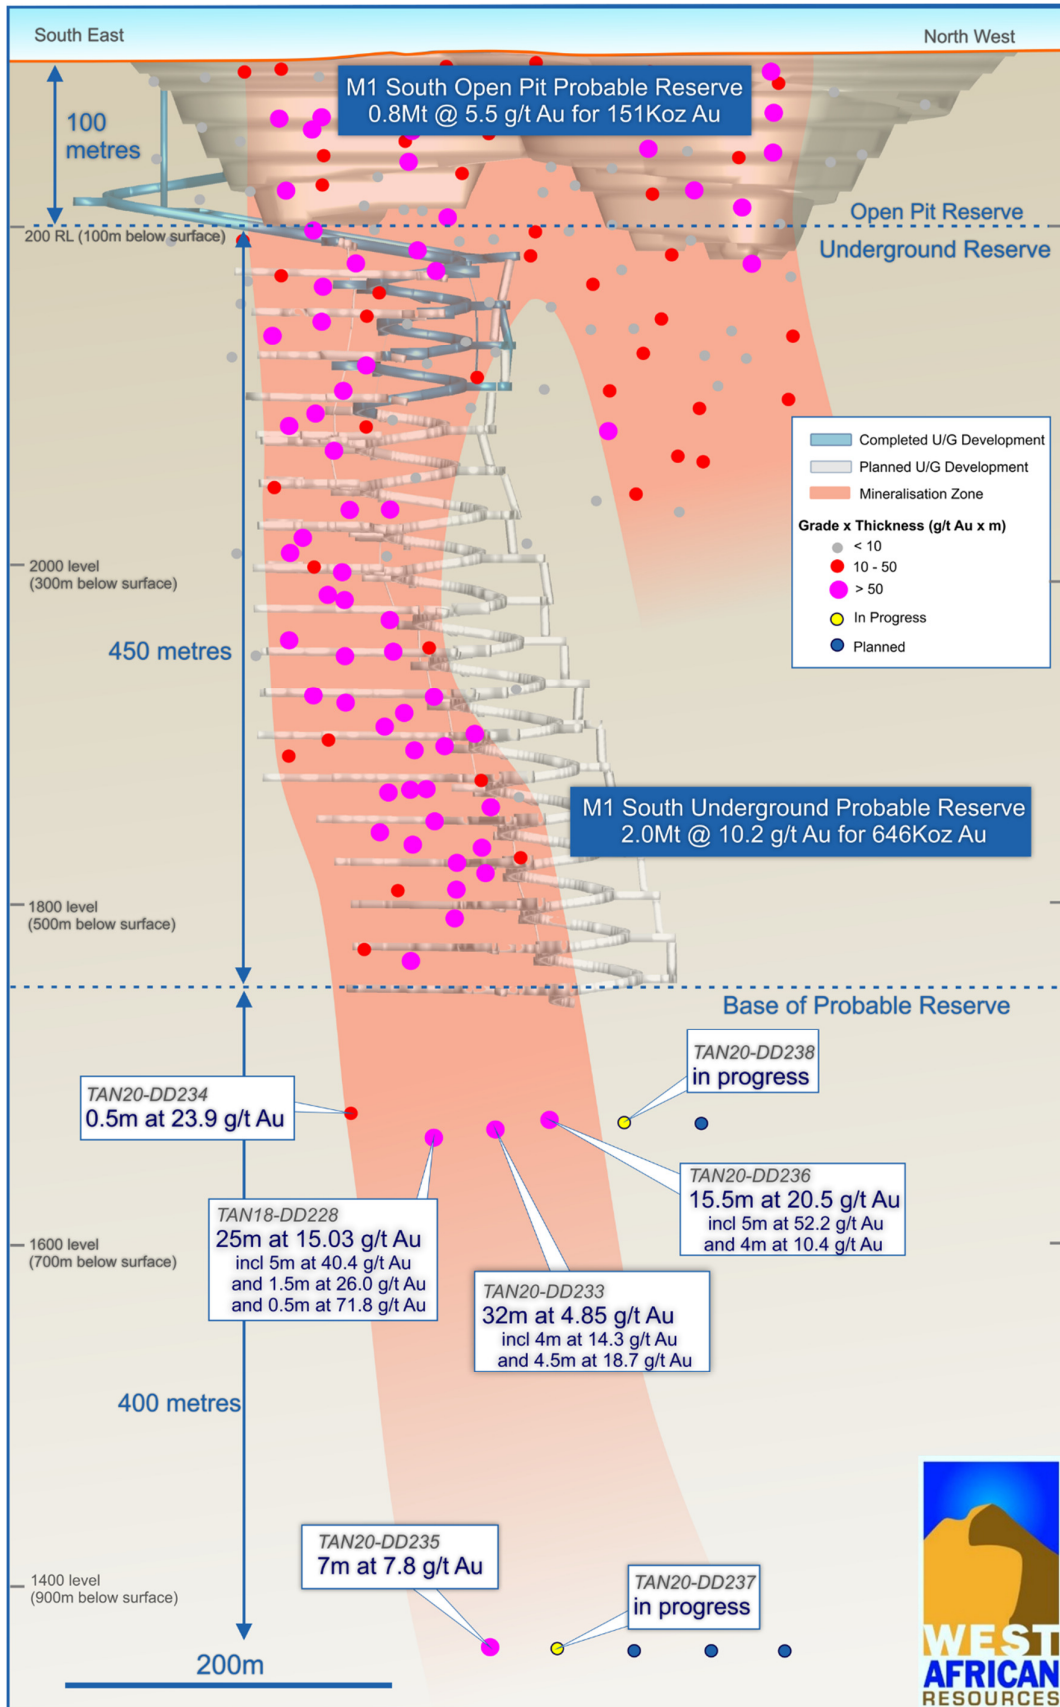 South East
North West
M1 South Open Pit Probable Reserve
0.8Mt @ 5.5 g/t Au for 151Koz Au
100
metres
Open Pit Reserve
200 RL (100m below surface)
Underground Reserve
Completed U/G Development
Planned U/G Development
Mineralisation Zone
Grade x Thickness (g/t Au x m)
< 10
10 - 50
> 50
In Progress
Planned
2000 level
(300m below surface)
450 metres
M1 South Underground Probable Reserve
2.0Mt @ 10.2 g/t Au for 646Koz Au
1800 level
(500m below surface)
Base of Probable Reserve
TAN20-DD238
in progress
TAN20-DD234
0.5m at 23.9 g/t Au
TAN20-DD236
15.5m at 20.5 g/t Au
incl 5m at 52.2 g/t Au
and 4m at 10.4 g/t Au
TAN18-DD228
25m at 15.03 g/t Au
incl 5m at 40.4 g/t Au
and 1.5m at 26.0 g/t Au
and 0.5m at 71.8 g/t Au
1600 level
(700m below surface)
TAN20-DD233
32m at 4.85 g/t Au
incl 4m at 14.3 g/t Au
and 4.5m at 18.7 g/t Au
400 metres
TAN20-DD235
7m at 7.8 g/t Au
TAN20-DD237
in progress
1400 level
(900m below surface)
200m
WEST
AFRICAN
RESOURCES